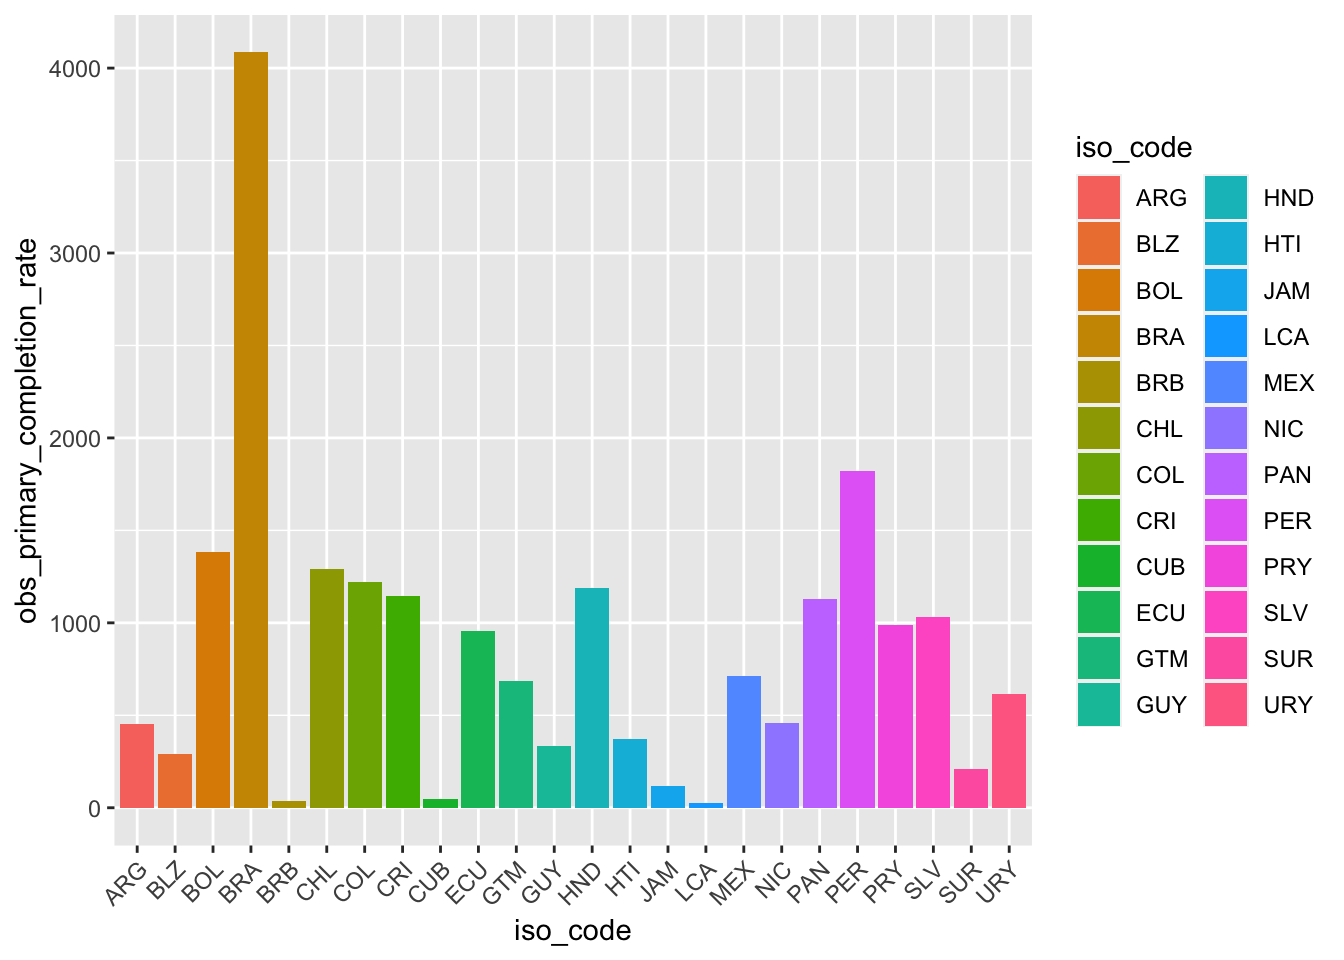 4000
3000
2000
1000
0
obs_primary_completion_rate
ARG
BLZ
BOL
BRA
BRB
CHL
COL
CRI
CUB
ECU
GTM
GUY
HND
HTI
JAM
LCA
MEX
NIC
PAN
PER
PRY
SLV
SUR
URY
iso_code
iso_code
ARG
BLZ
BOL
BRA
BRB
CHL
COL
CRI
CUB
ECU
GTM
GUY
HND
HTI
JAM
LCA
MEX
NIC
PAN
PER
PRY
SLV
SUR
URY